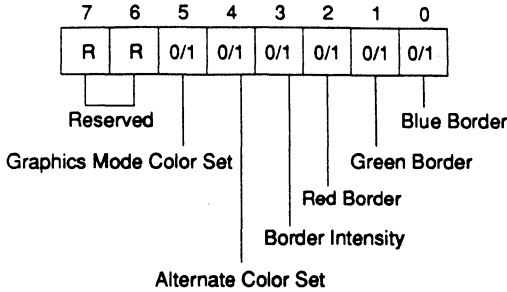 7 6 5 4 3 2 1 0
R R 0/1 0/1 0/1 0/1 0/1 0/1
Reserved
Blue Border
Graphics Mode Color Set
Green Border
Red Border
Border Intensity
Alternate Color Set